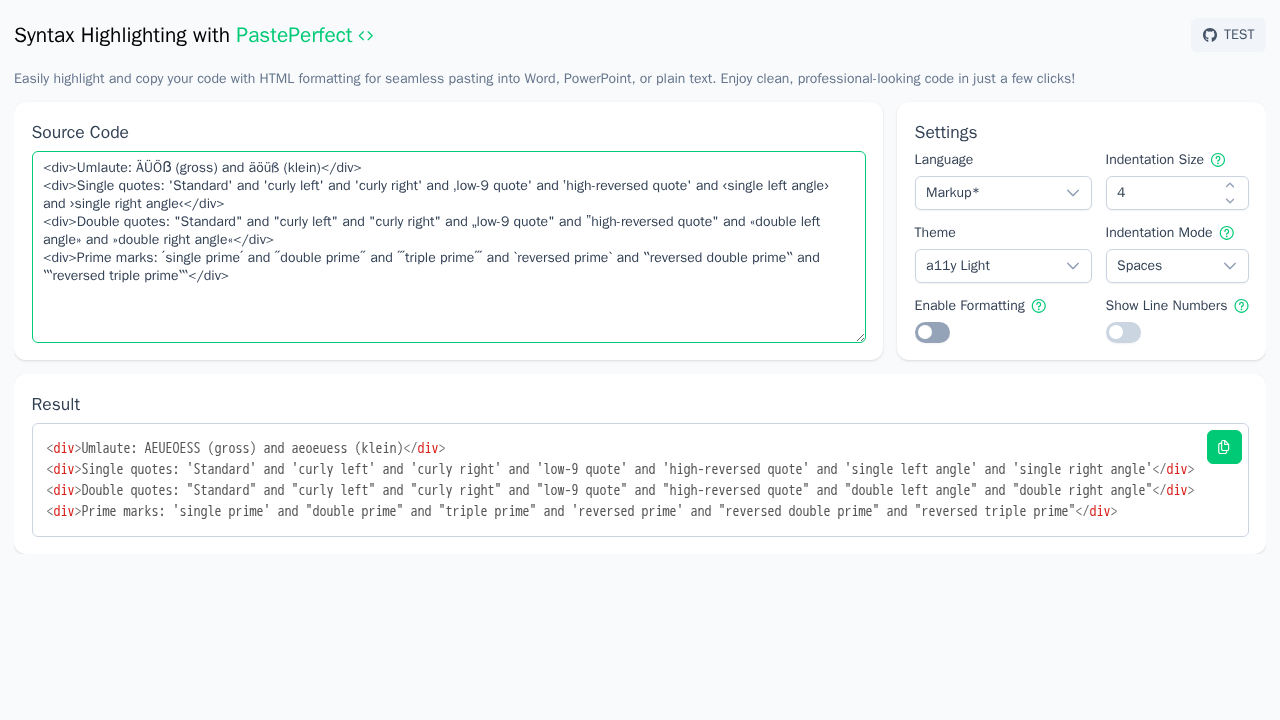 Syntax Highlighting with PastePerfect
TEST
Easily highlight and copy your code with HTML formatting for seamless pasting into Word, PowerPoint, or plain text. Enjoy clean, professional-looking code in just a few clicks!
Source Code
<div>Umlaute: ÄÜÖẞ (gross) and äöüß (klein)</div>
<div>Single quotes: 'Standard' and 'curly left' and 'curly right' and ‚low-9 quote' and ‛high-reversed quote' and ‹single left angle›
and ›single right angle‹</div>
<div>Double quotes: "Standard" and "curly left" and "curly right" and „low-9 quote" and ‟high-reversed quote" and «double left
angle» and »double right angle«</div>
<div>Prime marks: ′single prime′ and ″double prime″ and ‴triple prime‴ and ‵reversed prime‵ and ‶reversed double prime‶ and
‷reversed triple prime‷</div>
Settings
Language
Indentation Size
Markup*
4
Theme
Indentation Mode
a11y Light
Spaces
Enable Formatting
Show Line Numbers
Result
<div>Umlaute: AEUEOESS (gross) and aeoeuess (klein)</div>
<div>Single quotes: 'Standard' and 'curly left' and 'curly right' and 'low-9 quote' and 'high-reversed quote' and 'single left angle' and 'single right angle'</div>
<div>Double quotes: "Standard" and "curly left" and "curly right" and "low-9 quote" and "high-reversed quote" and "double left angle" and "double right angle"</div>
<div>Prime marks: 'single prime' and "double prime" and "triple prime" and 'reversed prime' and "reversed double prime" and "reversed triple prime"</div>